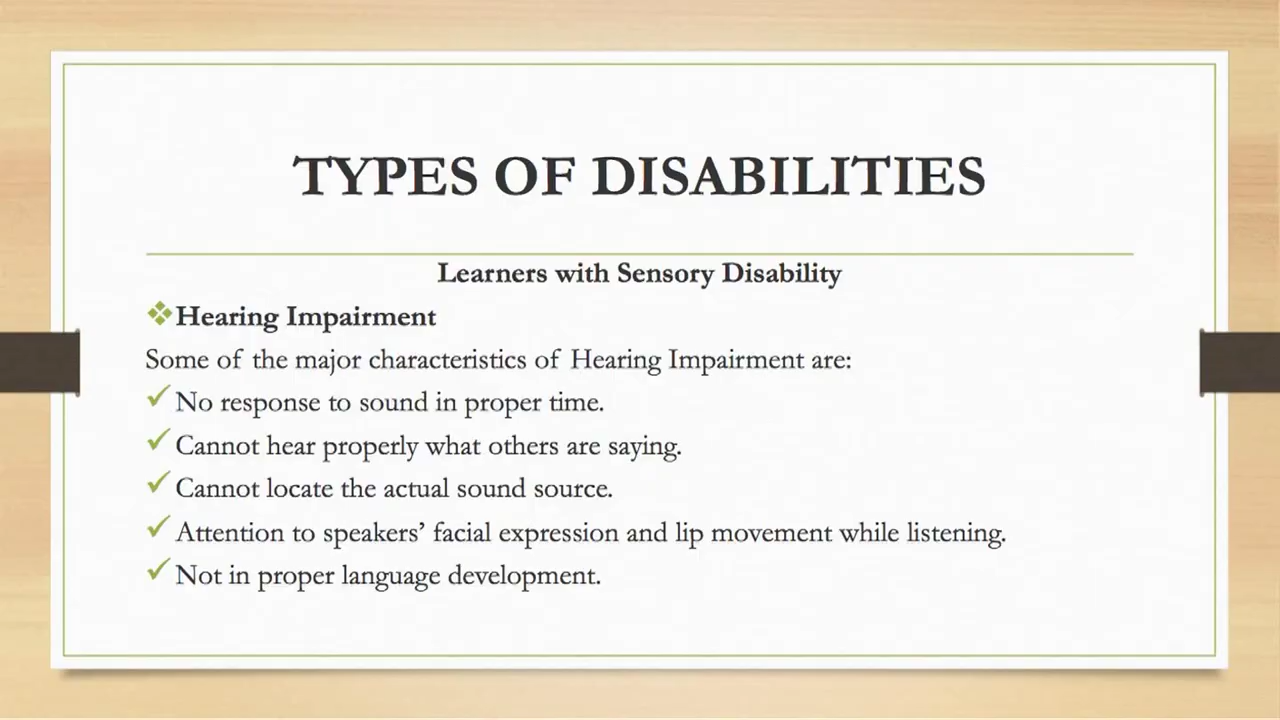 TYPES OF DISABILITIES
Learners with Sensory Disability
Hearing Impairment
Some of the major characteristics of Hearing Impairment are:
No response to sound in proper time.
Cannot hear properly what others are saying.
Cannot locate the actual sound source.
Attention to speakers’ facial expression and lip movement while listening.
Not in proper language development.